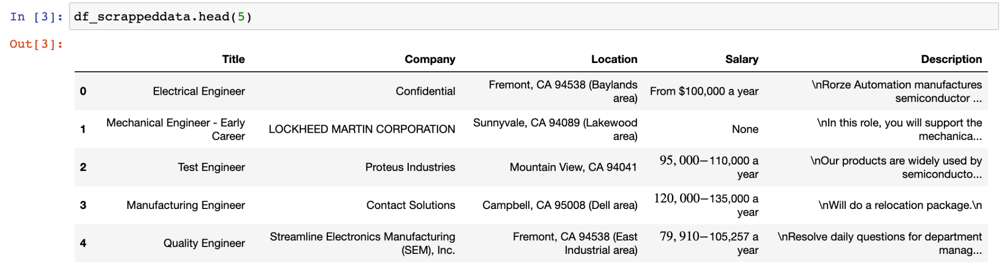 In [3]: df_scrappeddata.head(5)
Out[3]:
Title Company Location Salary Description
0 Electrical Engineer Confidential Fremont, CA 94538 (Baylands area) From $100,000 a year \nRorze Automation manufactures semiconductor ...
1 Mechanical Engineer - Early Career LOCKHEED MARTIN CORPORATION Sunnyvale, CA 94089 (Lakewood area) None \nIn this role, you will support the mechanica...
2 Test Engineer Proteus Industries Mountain View, CA 94041 95, 000–110,000 a year \nOur products are widely used by semiconducto...
3 Manufacturing Engineer Contact Solutions Campbell, CA 95008 (Dell area) 120, 000–135,000 a year \nWill do a relocation package.\n
4 Quality Engineer Streamline Electronics Manufacturing (SEM), Inc. Fremont, CA 94538 (East Industrial area) 79, 910–105,257 a year \nResolve daily questions for department manag...